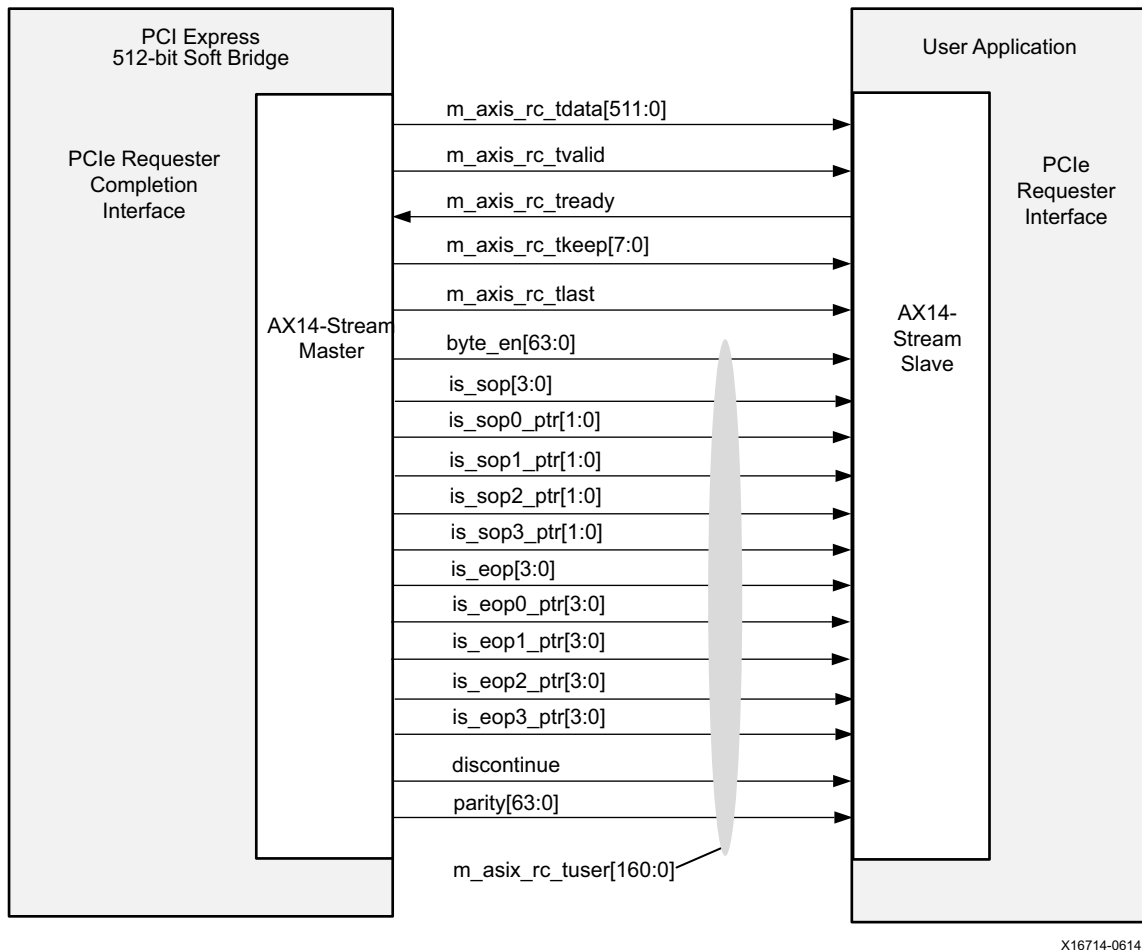 PCI Express
512-bit Soft Bridge
User Application
PCIe Requester
Completion
Interface
AX14-Stream
Master
m_axis_rc_tdata[511:0]
m_axis_rc_tvalid
m_axis_rc_tready
m_axis_rc_tkeep[7:0]
m_axis_rc_tlast
byte_en[63:0]
is_sop[3:0]
is_sop0_ptr[1:0]
is_sop1_ptr[1:0]
is_sop2_ptr[1:0]
is_sop3_ptr[1:0]
is_eop[3:0]
is_eop0_ptr[3:0]
is_eop1_ptr[3:0]
is_eop2_ptr[3:0]
is_eop3_ptr[3:0]
discontinue
parity[63:0]
m_asix_rc_tuser[160:0]
AX14-
Stream
Slave
PCIe
Requester
Interface
X16714-0614